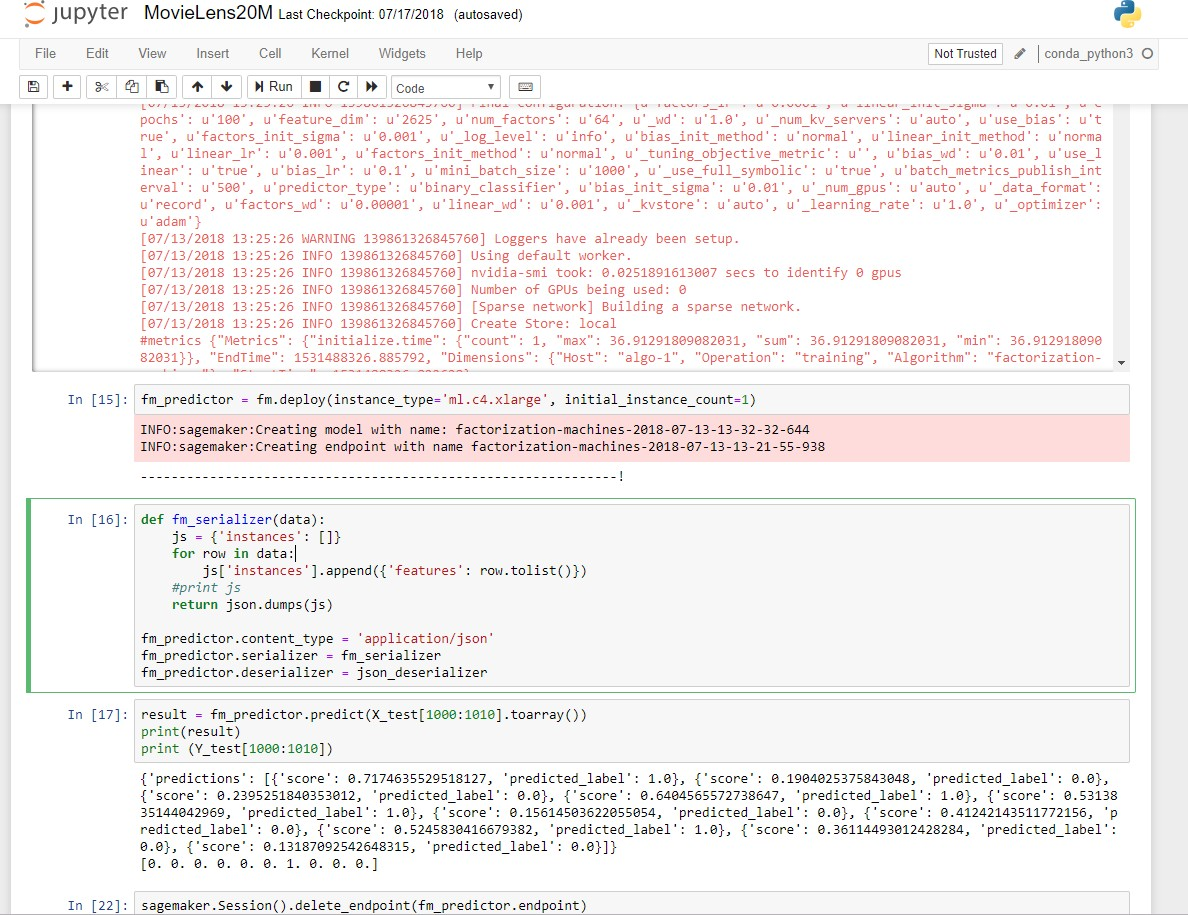 jupyter MovieLens20M Last Checkpoint: 07/17/2018 (autosaved)
File Edit View Insert Cell Kernel Widgets Help Not Trusted conda_python3
Run Code
[07/13/2018 13:25:26 INFO 139861326845760] Final configuration: {u'factors_lr': u'0.0001', u'linear_init_sigma': u'0.01', u'e
pochs': u'100', u'feature_dim': u'2625', u'num_factors': u'64', u'_wd': u'1.0', u'_num_kv_servers': u'auto', u'use_bias': u't
rue', u'factors_init_sigma': u'0.001', u'_log_level': u'info', u'bias_init_method': u'normal', u'linear_init_method': u'norma
l', u'linear_lr': u'0.001', u'factors_init_method': u'normal', u'_tuning_objective_metric': u'', u'bias_wd': u'0.01', u'use_l
inear': u'true', u'bias_lr': u'0.1', u'mini_batch_size': u'1000', u'_use_full_symbolic': u'true', u'batch_metrics_publish_int
erval': u'500', u'predictor_type': u'binary_classifier', u'bias_init_sigma': u'0.01', u'_num_gpus': u'auto', u'_data_format':
u'record', u'factors_wd': u'0.00001', u'linear_wd': u'0.001', u'_kvstore': u'auto', u'_learning_rate': u'1.0', u'_optimizer':
u'adam'}
[07/13/2018 13:25:26 WARNING 139861326845760] Loggers have already been setup.
[07/13/2018 13:25:26 INFO 139861326845760] Using default worker.
[07/13/2018 13:25:26 INFO 139861326845760] nvidia-smi took: 0.0251891613007 secs to identify 0 gpus
[07/13/2018 13:25:26 INFO 139861326845760] Number of GPUs being used: 0
[07/13/2018 13:25:26 INFO 139861326845760] [Sparse network] Building a sparse network.
[07/13/2018 13:25:26 INFO 139861326845760] Create Store: local
#metrics {"Metrics": {"initialize.time": {"count": 1, "max": 36.91291809082031, "sum": 36.91291809082031, "min": 36.912918090
82031}}, "EndTime": 1531488326.885792, "Dimensions": {"Host": "algo-1", "Operation": "training", "Algorithm": "factorization-
In [15]: fm_predictor = fm.deploy(instance_type='ml.c4.xlarge', initial_instance_count=1)
INFO:sagemaker:Creating model with name: factorization-machines-2018-07-13-13-32-32-644
INFO:sagemaker:Creating endpoint with name factorization-machines-2018-07-13-13-21-55-938
--------------------------------------------------------------!
In [16]: def fm_serializer(data):
js = {'instances': []}
for row in data:
js['instances'].append({'features': row.tolist()})
#print js
return json.dumps(js)
fm_predictor.content_type = 'application/json'
fm_predictor.serializer = fm_serializer
fm_predictor.deserializer = json_deserializer
In [17]: result = fm_predictor.predict(X_test[1000:1010].toarray())
print(result)
print (Y_test[1000:1010])
{'predictions': [{'score': 0.7174635529518127, 'predicted_label': 1.0}, {'score': 0.1904025375843048, 'predicted_label': 0.0},
{'score': 0.2395251840353012, 'predicted_label': 0.0}, {'score': 0.6404566572738647, 'predicted_label': 1.0}, {'score': 0.53138
35144042969, 'predicted_label': 1.0}, {'score': 0.15614503622055054, 'predicted_label': 0.0}, {'score': 0.41242143511772156, 'p
redicted_label': 0.0}, {'score': 0.5245830416679382, 'predicted_label': 1.0}, {'score': 0.36114493012428284, 'predicted_label':
0.0}, {'score': 0.13187092542648315, 'predicted_label': 0.0}]}
[0. 0. 0. 0. 0. 0. 1. 0. 0. 0.]
In [22]: sagemaker.Session().delete_endpoint(fm_predictor.endpoint)